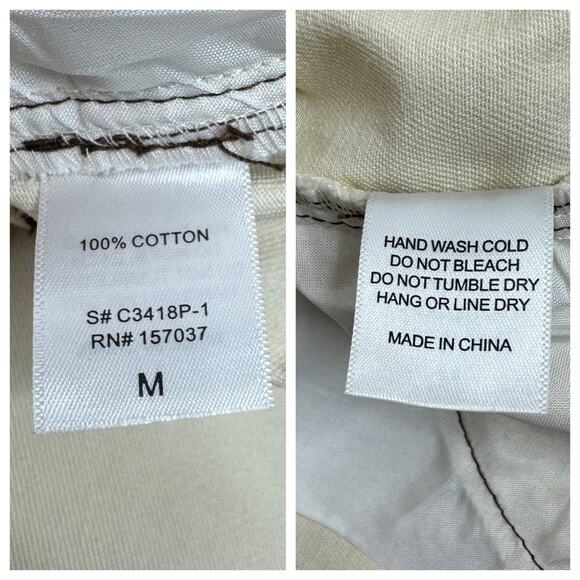 100% COTTON
S# C3418P-1
RN# 157037
M
HAND WASH COLD
DO NOT BLEACH
DO NOT TUMBLE DRY
HANG OR LINE DRY
MADE IN CHINA